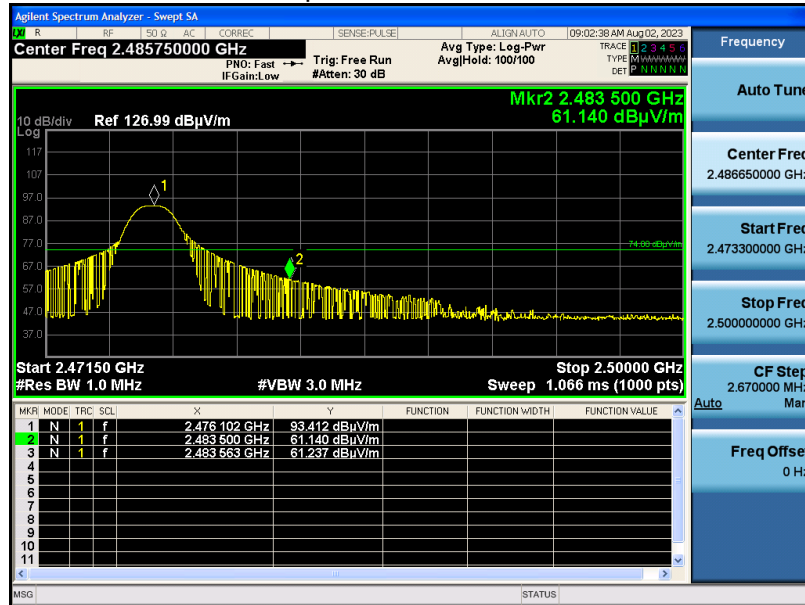 Agilent Spectrum Analyzer - Swept SA
LXI R RF 50 Ω AC CORREC SENSE:PULSE ALIGN AUTO 09:02:38 AM Aug 02, 2023
Center Freq 2.485750000 GHz
PNO: Fast
IFGain:Low
Trig: Free Run
#Atten: 30 dB
Avg Type: Log-Pwr
Avg|Hold: 100/100
TRACE 1 2 3 4 5 6
TYPE M WWWWW
DET P N N N N N
Mkr2 2.483 500 GHz
61.140 dBµV/m
10 dB/div Ref 126.99 dBµV/m
Log
117
107
97.0
87.0
77.0
67.0
57.0
47.0
37.0
1
2
74.00 dBµV/m
Start 2.47150 GHz Stop 2.50000 GHz
#Res BW 1.0 MHz #VBW 3.0 MHz Sweep 1.066 ms (1000 pts)
MKR MODE TRC SCL X Y FUNCTION FUNCTION WIDTH FUNCTION VALUE
1 N 1 f 2.476 102 GHz 93.412 dBµV/m
2 N 1 f 2.483 500 GHz 61.140 dBµV/m
3 N 1 f 2.483 563 GHz 61.237 dBµV/m
4
5
6
7
8
9
10
11
MSG STATUS
Frequency
Auto Tune
Center Freq
2.486650000 GHz
Start Freq
2.473300000 GHz
Stop Freq
2.500000000 GHz
CF Step
2.670000 MHz
Auto Man
Freq Offset
0 Hz